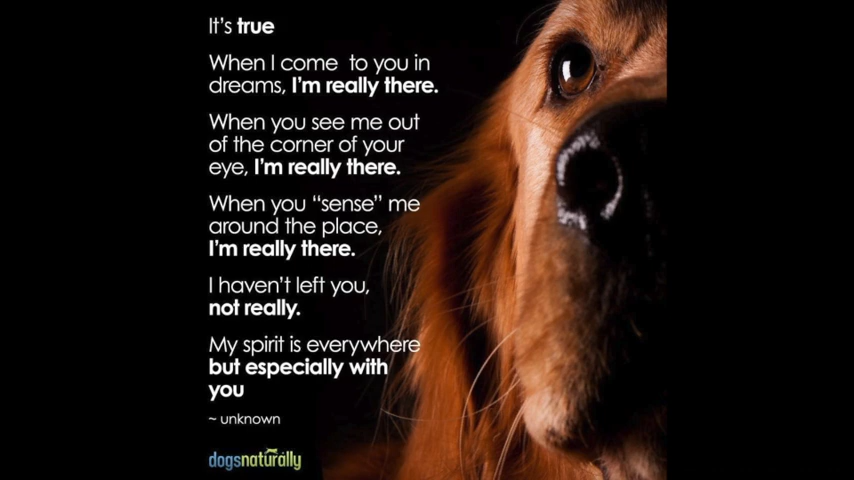 It's true
When I come to you in
dreams, I'm really there.
When you see me out
of the corner of your
eye, I'm really there.
When you “sense” me
around the place,
I'm really there.
I haven't left you,
not really.
My spirit is everywhere
but especially with
you
~ unknown
dogsnaturally